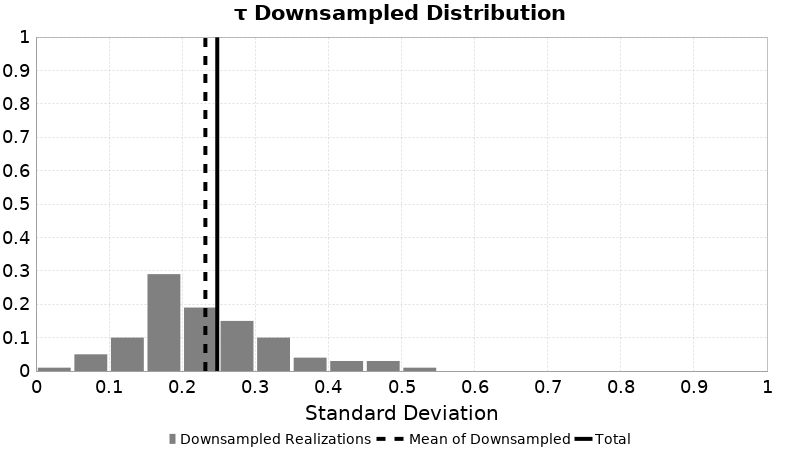 τ Downsampled Distribution
1
0.9
0.8
0.7
0.6
0.5
0.4
0.3
0.2
0.1
0
0 0.1 0.2 0.3 0.4 0.5 0.6 0.7 0.8 0.9 1
Standard Deviation
Downsampled Realizations Mean of Downsampled Total